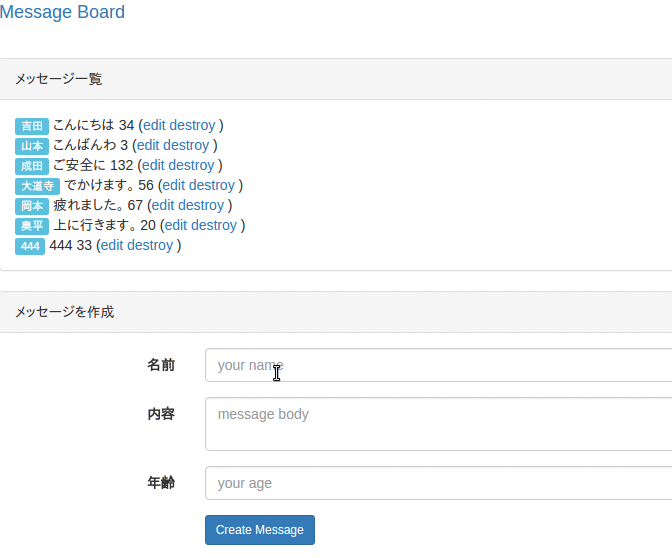 Message Board
メッセージ一覧
吉田 こんにちは 34 (edit destroy )
山本 こんばんわ 3 (edit destroy )
成田 ご安全に 132 (edit destroy )
大道寺 でかけます。56 (edit destroy )
岡本 疲れました。67 (edit destroy )
奥平 上に行きます。20 (edit destroy )
444 444 33 (edit destroy )
メッセージを作成
名前 your name
内容 message body
年齢 your age
Create Message